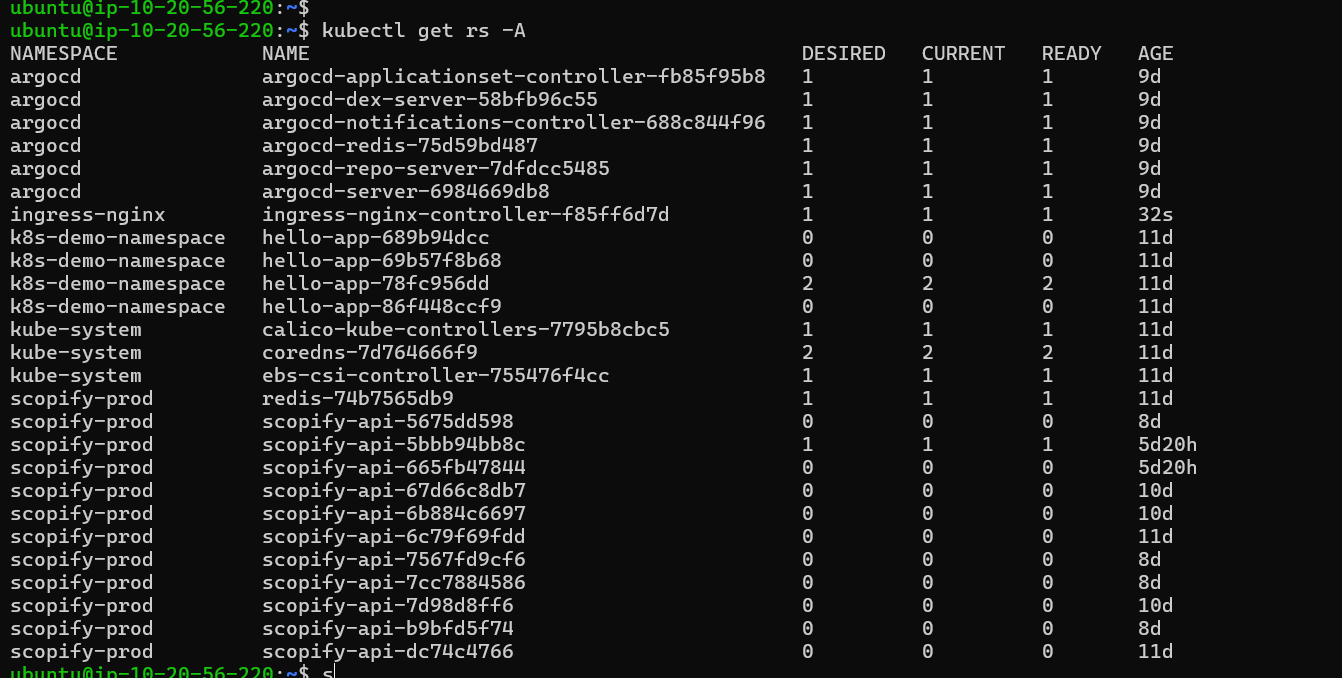 ubuntu@ip-10-20-56-220:~$
ubuntu@ip-10-20-56-220:~$ kubectl get rs -A
NAMESPACE NAME DESIRED CURRENT READY AGE
argocd argocd-applicationset-controller-fb85f95b8 1 1 1 9d
argocd argocd-dex-server-58bfb96c55 1 1 1 9d
argocd argocd-notifications-controller-688c844f96 1 1 1 9d
argocd argocd-redis-75d59bd487 1 1 1 9d
argocd argocd-repo-server-7dfdcc5485 1 1 1 9d
argocd argocd-server-6984669db8 1 1 1 9d
ingress-nginx ingress-nginx-controller-f85ff6d7d 1 1 1 32s
k8s-demo-namespace hello-app-689b94dcc 0 0 0 11d
k8s-demo-namespace hello-app-69b57f8b68 0 0 0 11d
k8s-demo-namespace hello-app-78fc956dd 2 2 2 11d
k8s-demo-namespace hello-app-86f448ccf9 0 0 0 11d
kube-system calico-kube-controllers-7795b8cbc5 1 1 1 11d
kube-system coredns-7d764666f9 2 2 2 11d
kube-system ebs-csi-controller-755476f4cc 1 1 1 11d
scopify-prod redis-74b7565db9 1 1 1 11d
scopify-prod scopify-api-5675dd598 0 0 0 8d
scopify-prod scopify-api-5bbb94bb8c 1 1 1 5d20h
scopify-prod scopify-api-665fb47844 0 0 0 5d20h
scopify-prod scopify-api-67d66c8db7 0 0 0 10d
scopify-prod scopify-api-6b884c6697 0 0 0 10d
scopify-prod scopify-api-6c79f69fdd 0 0 0 11d
scopify-prod scopify-api-7567fd9cf6 0 0 0 8d
scopify-prod scopify-api-7cc7884586 0 0 0 8d
scopify-prod scopify-api-7d98d8ff6 0 0 0 10d
scopify-prod scopify-api-b9bfd5f74 0 0 0 8d
scopify-prod scopify-api-dc74c4766 0 0 0 11d
ubuntu@ip-10-20-56-220:~$ s